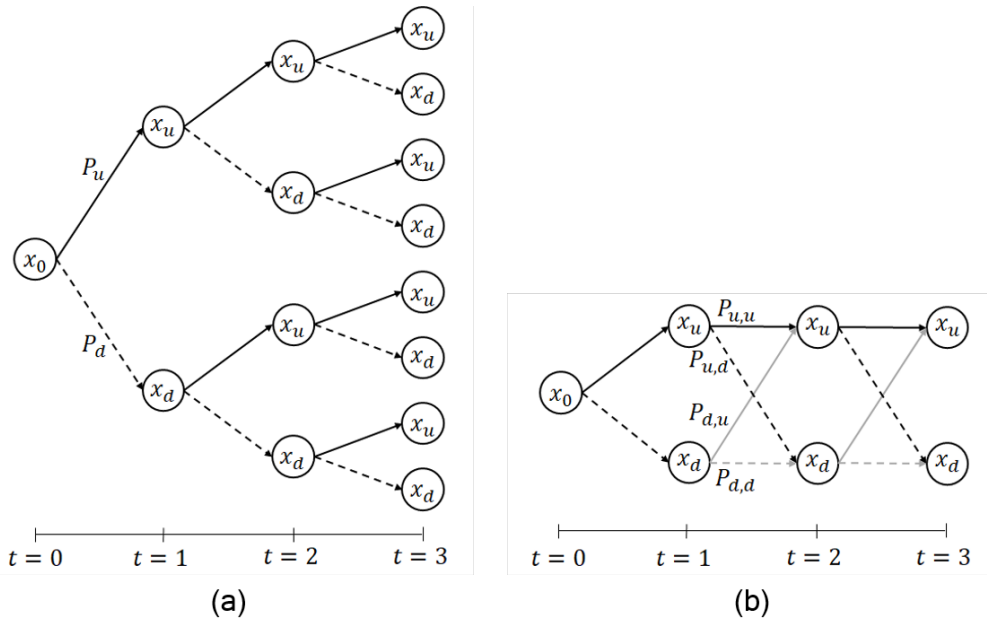 x_u
x_u
x_d
x_u
P_u
x_u
x_d
x_d
x_0
x_u
x_u
P_d
x_d
x_d
x_u
x_d
x_d
t = 0
t = 1
t = 2
t = 3
(a)
x_u
P_{u,u}
x_u
x_u
P_{u,d}
x_0
P_{d,u}
x_d
x_d
x_d
P_{d,d}
t = 0
t = 1
t = 2
t = 3
(b)